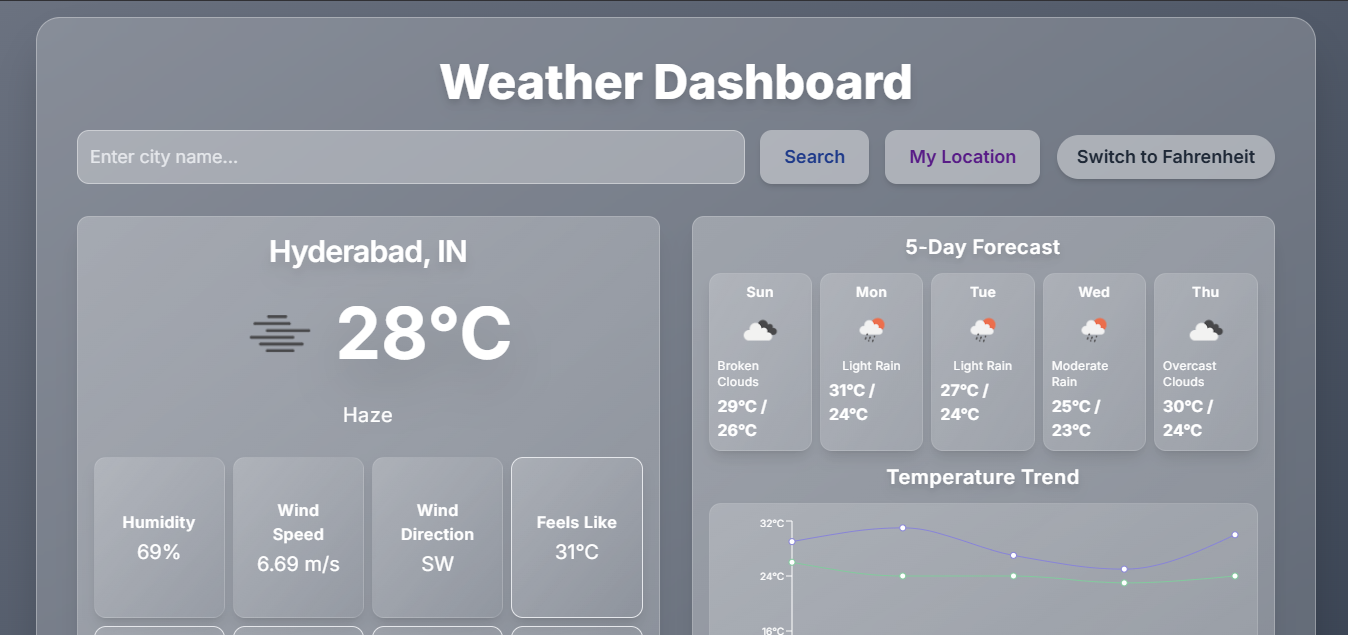 Weather Dashboard
Enter city name...
Search
My Location
Switch to Fahrenheit
Hyderabad, IN
28°C
Haze
Humidity
69%
Wind
Speed
6.69 m/s
Wind
Direction
SW
Feels Like
31°C
5-Day Forecast
Sun
Broken
Clouds
29°C /
26°C
Mon
Light Rain
31°C /
24°C
Tue
Light Rain
27°C /
24°C
Wed
Moderate
Rain
25°C /
23°C
Thu
Overcast
Clouds
30°C /
24°C
Temperature Trend
32°C
24°C
16°C